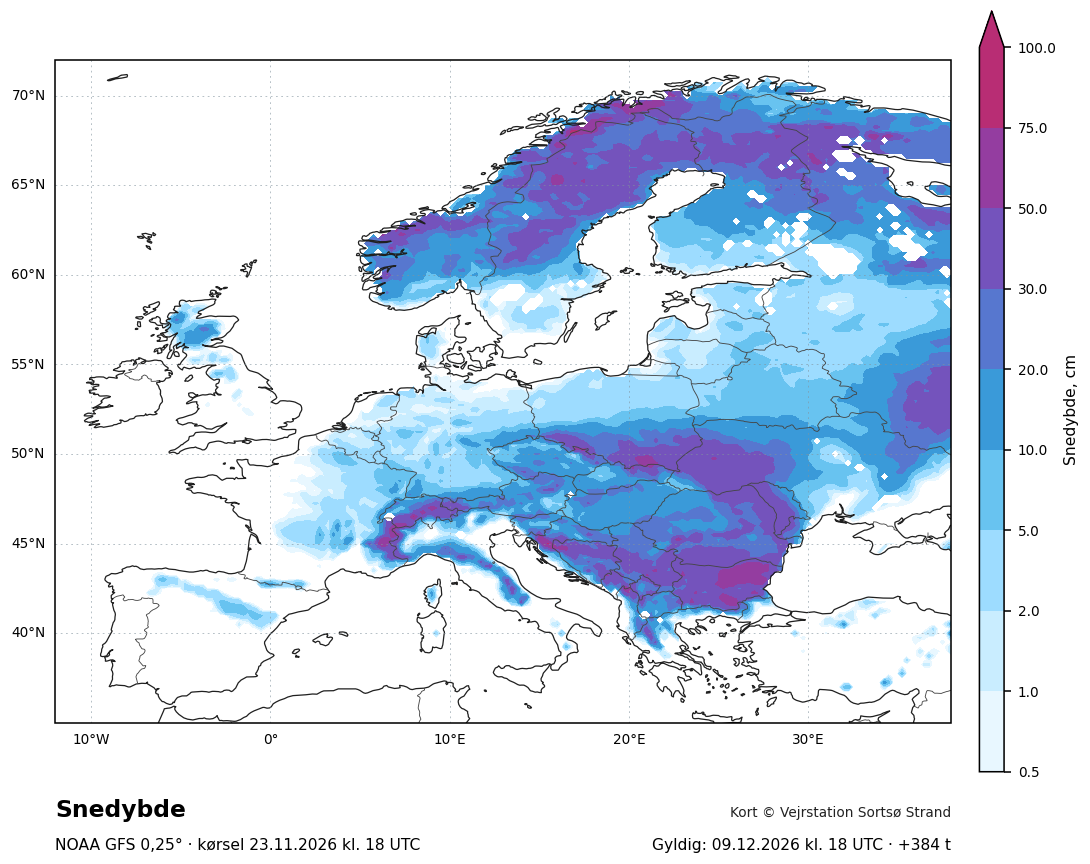 100.0
75.0
50.0
30.0
20.0
10.0
5.0
2.0
1.0
0.5
Snedybde, cm
70°N
65°N
60°N
55°N
50°N
45°N
40°N
10°W
0°
10°E
20°E
30°E
Snedybde
Kort © Vejrstation Sortsø Strand
NOAA GFS 0,25° · kørsel 23.11.2026 kl. 18 UTC
Gyldig: 09.12.2026 kl. 18 UTC · +384 t